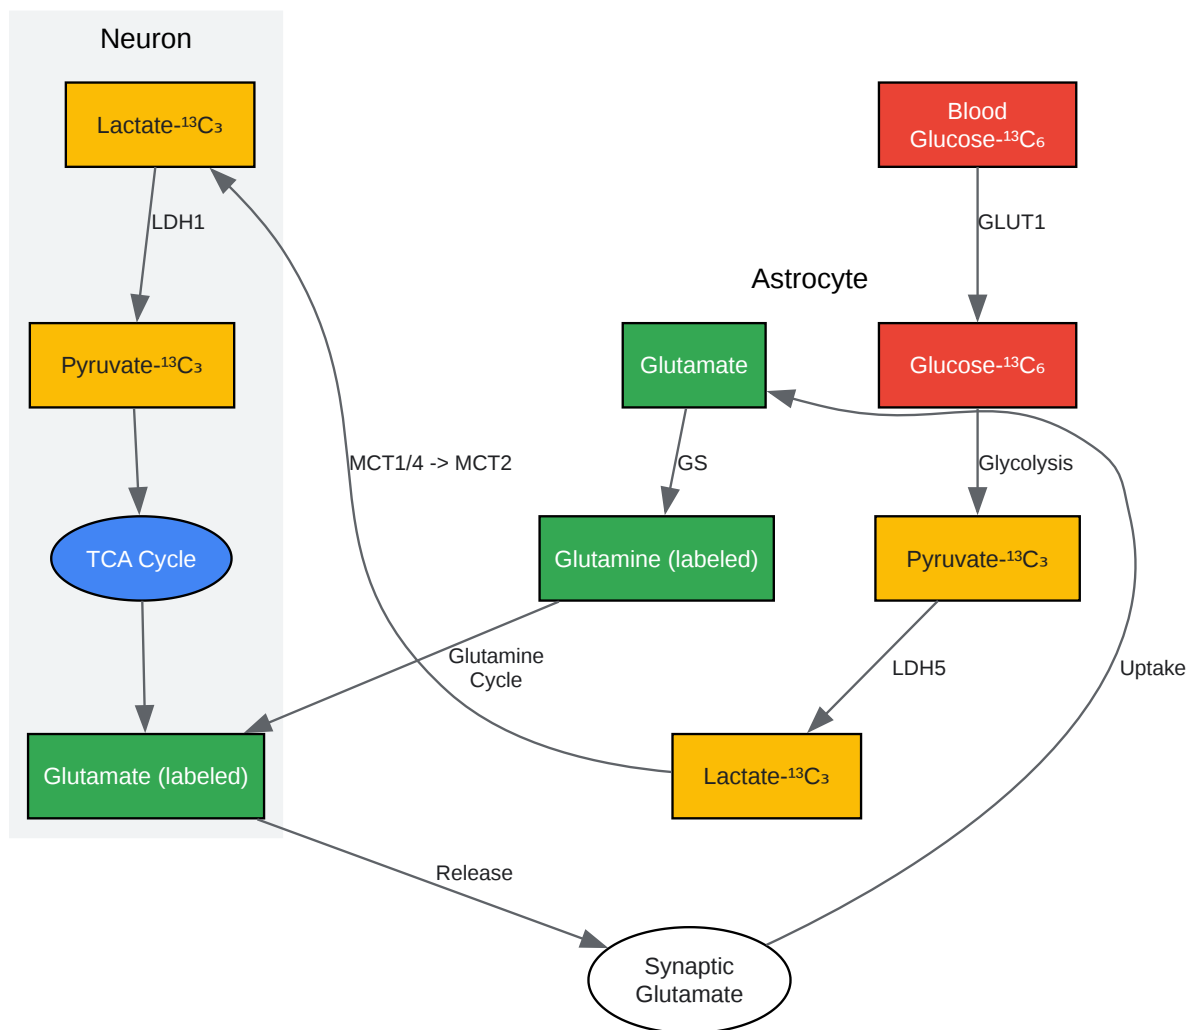 Neuron
Lactate-¹³C₃
Blood
Glucose-¹³C₆
LDH1
GLUT1
Astrocyte
Pyruvate-¹³C₃
Glutamate
Glucose-¹³C₆
MCT1/4 -> MCT2
GS
Glycolysis
TCA Cycle
Glutamine (labeled)
Pyruvate-¹³C₃
Glutamine
Cycle
LDH5
Uptake
Glutamate (labeled)
Lactate-¹³C₃
Release
Synaptic
Glutamate